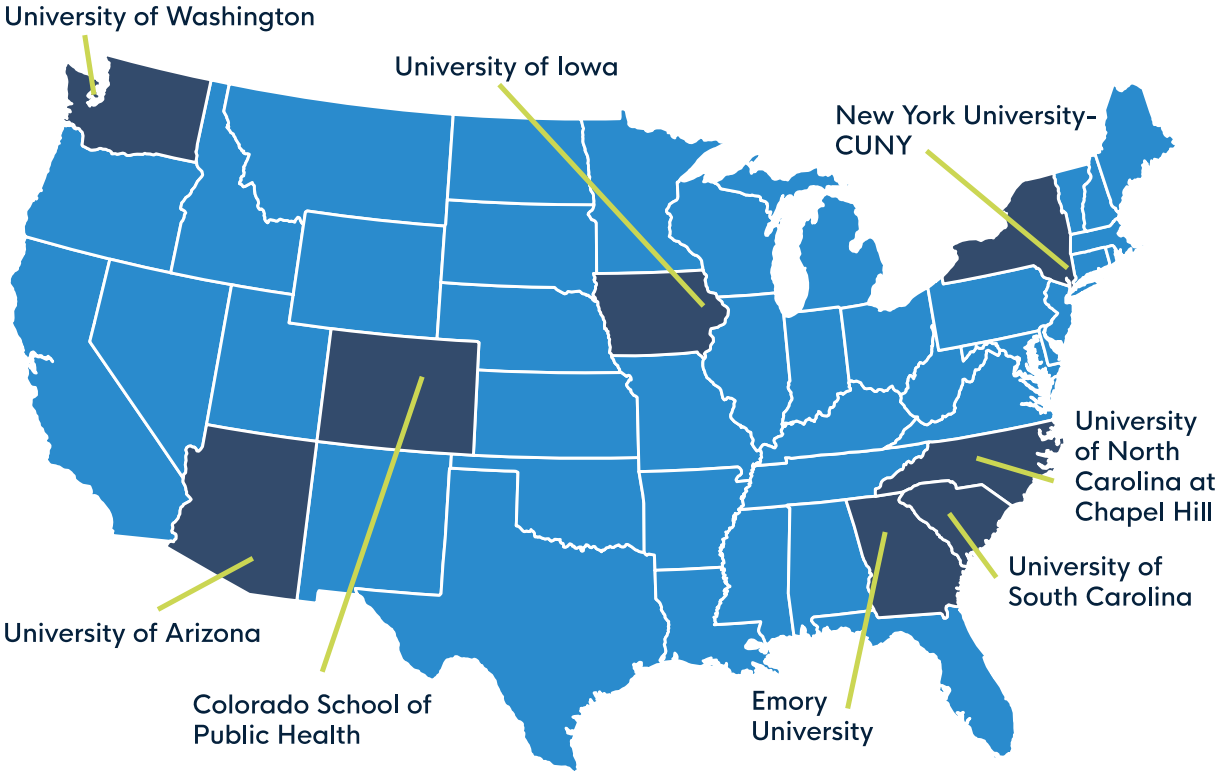 University of Washington
University of Iowa
New York University-
CUNY
University
of North
Carolina at
Chapel Hill
University of
South Carolina
University of Arizona
Colorado School of
Public Health
Emory
University